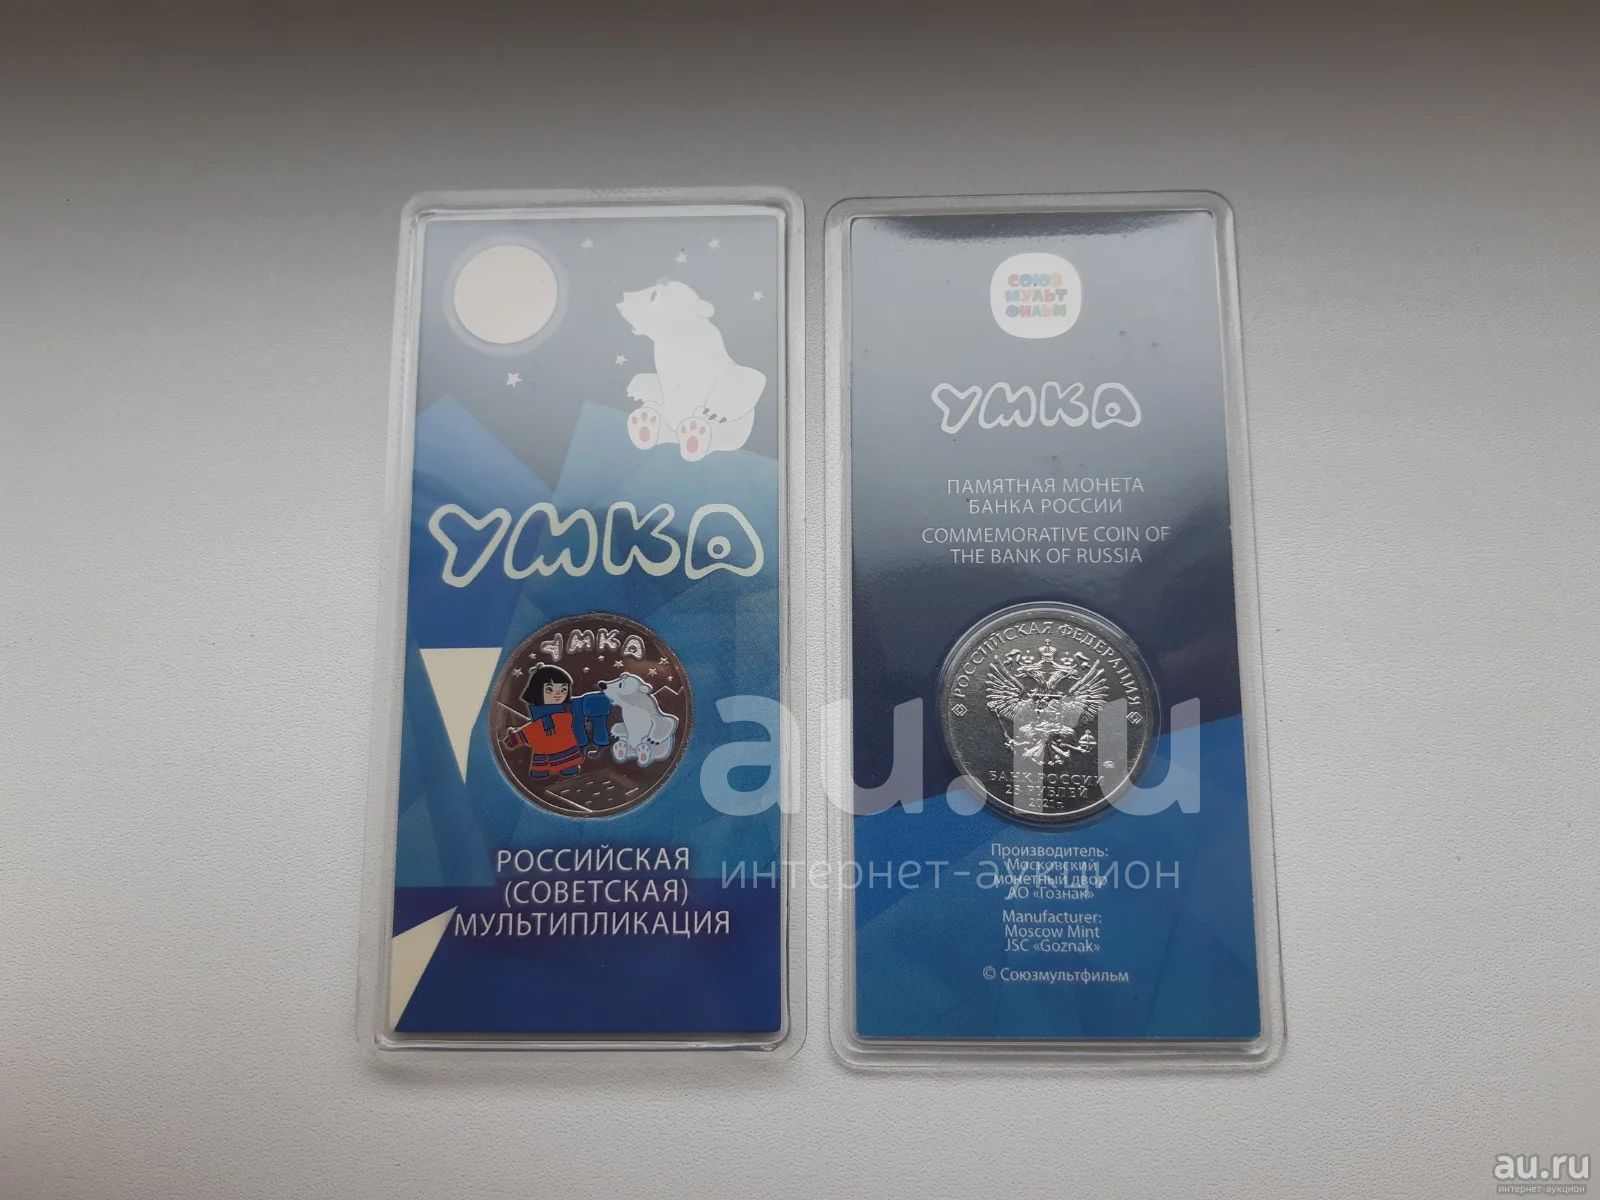 УМКА
УМКА
РОССИЙСКАЯ
(СОВЕТСКАЯ)
МУЛЬТИПЛИКАЦИЯ
СОЮЗ
МУЛЬТ
ФИЛЬМ
УМКА
ПАМЯТНАЯ МОНЕТА
БАНКА РОССИИ
COMMEMORATIVE COIN OF
THE BANK OF RUSSIA
РОССИЙСКАЯ ФЕДЕРАЦИЯ
БАНК РОССИИ
25 РУБЛЕЙ
2021 г.
Производитель:
Московский
монетный двор
АО «Гознак»
Manufacturer:
Moscow Mint
JSC «Goznak»
© Союзмультфильм
au.ru
интернет-аукцион
au.ru
интернет-аукцион